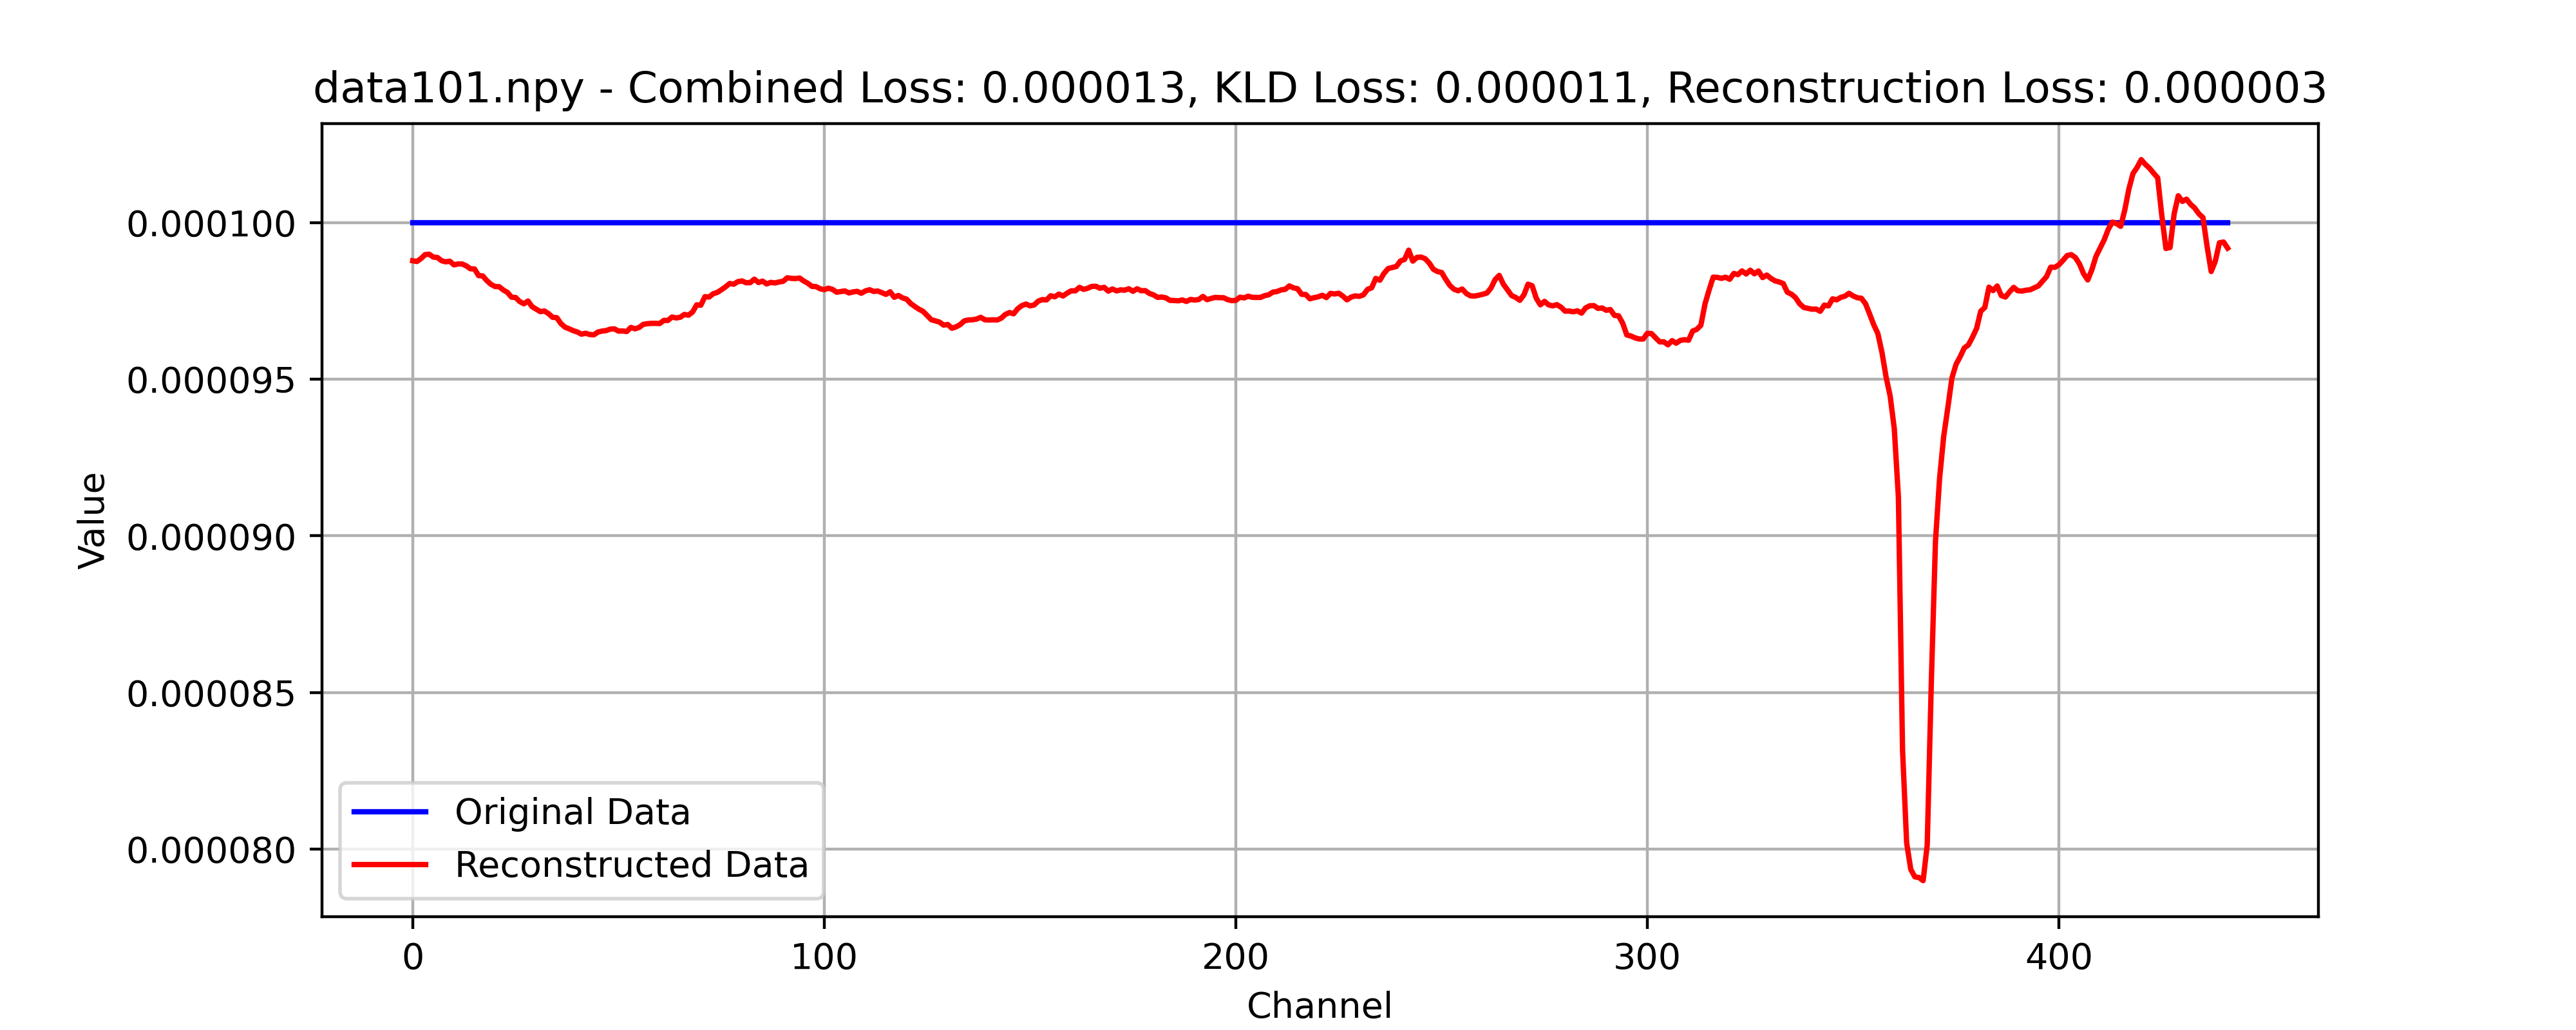 data101.npy - Combined Loss: 0.000013, KLD Loss: 0.000011, Reconstruction Loss: 0.000003
Value
0.000100
0.000095
0.000090
0.000085
0.000080
Original Data
Reconstructed Data
0 100 200 300 400
Channel